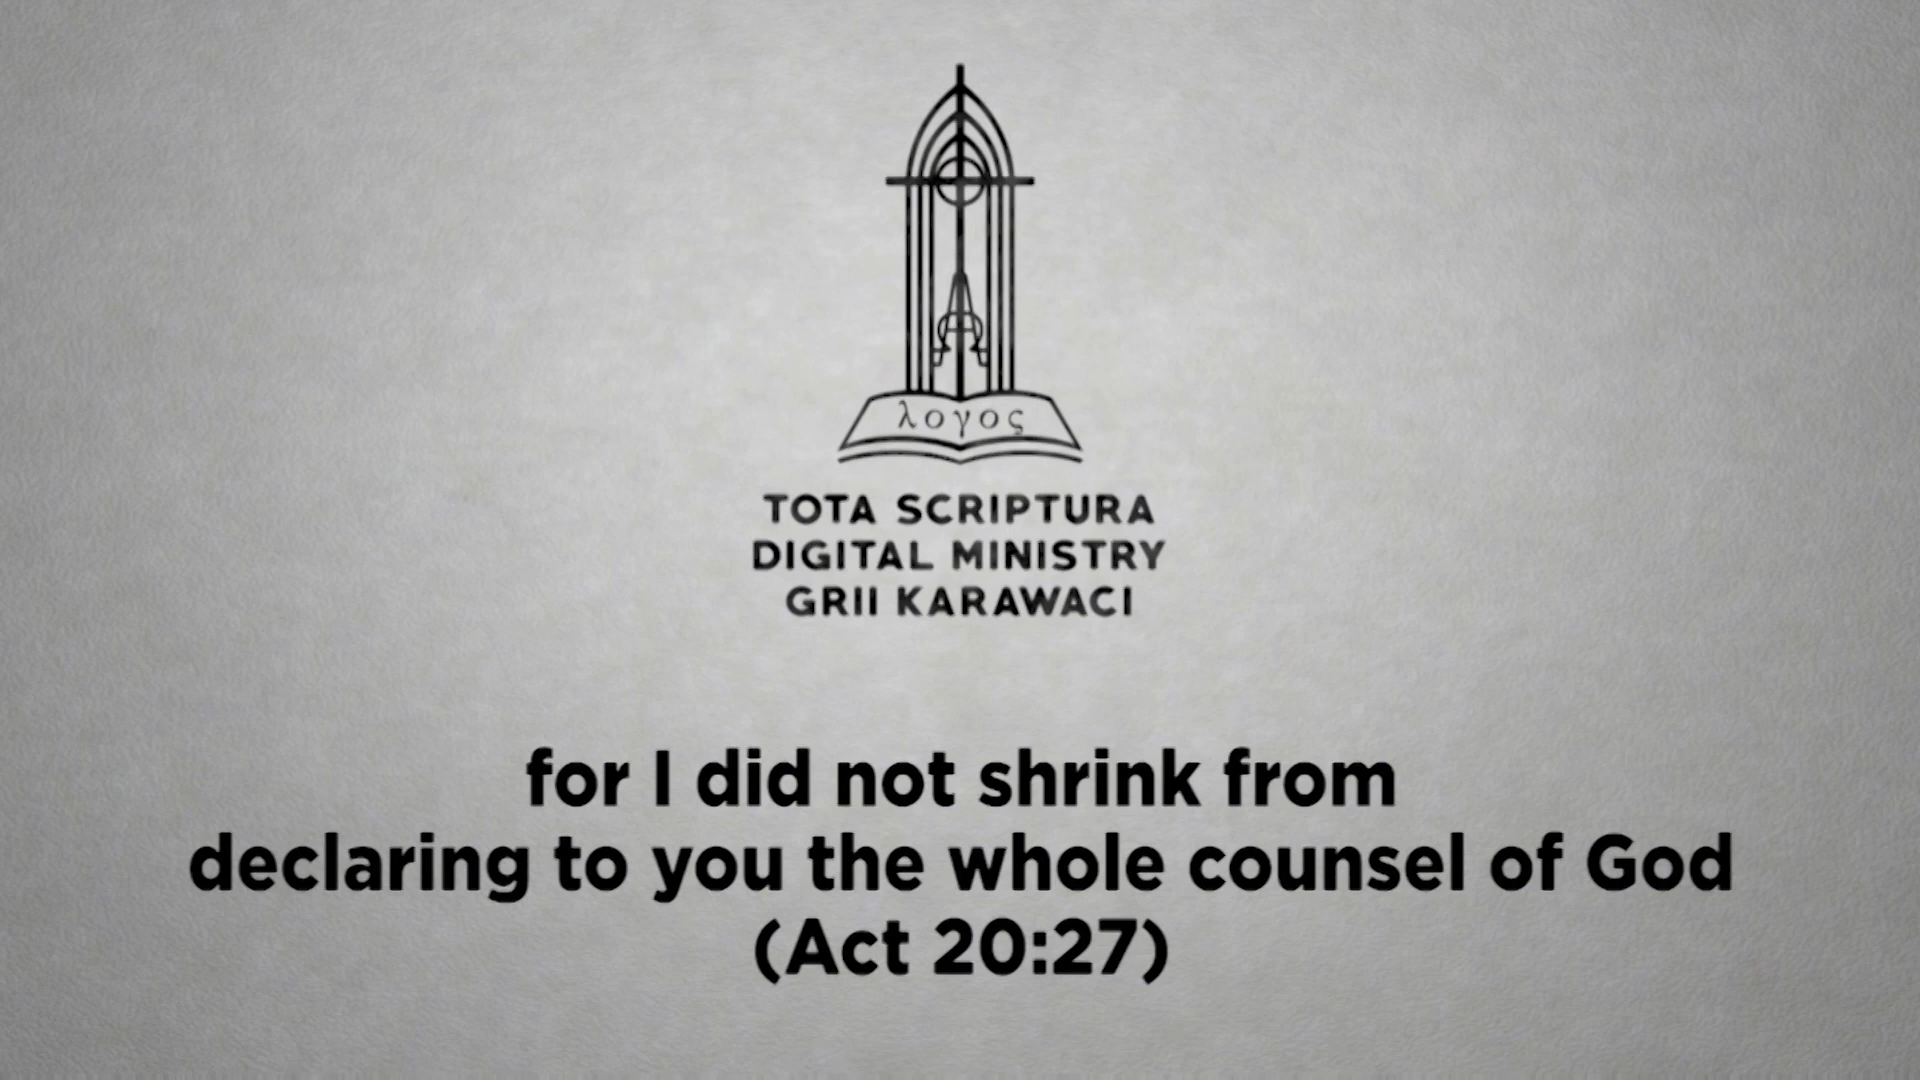 λογος
TOTA SCRIPTURA
DIGITAL MINISTRY
GRII KARAWACI
for I did not shrink from
declaring to you the whole counsel of God
(Act 20:27)